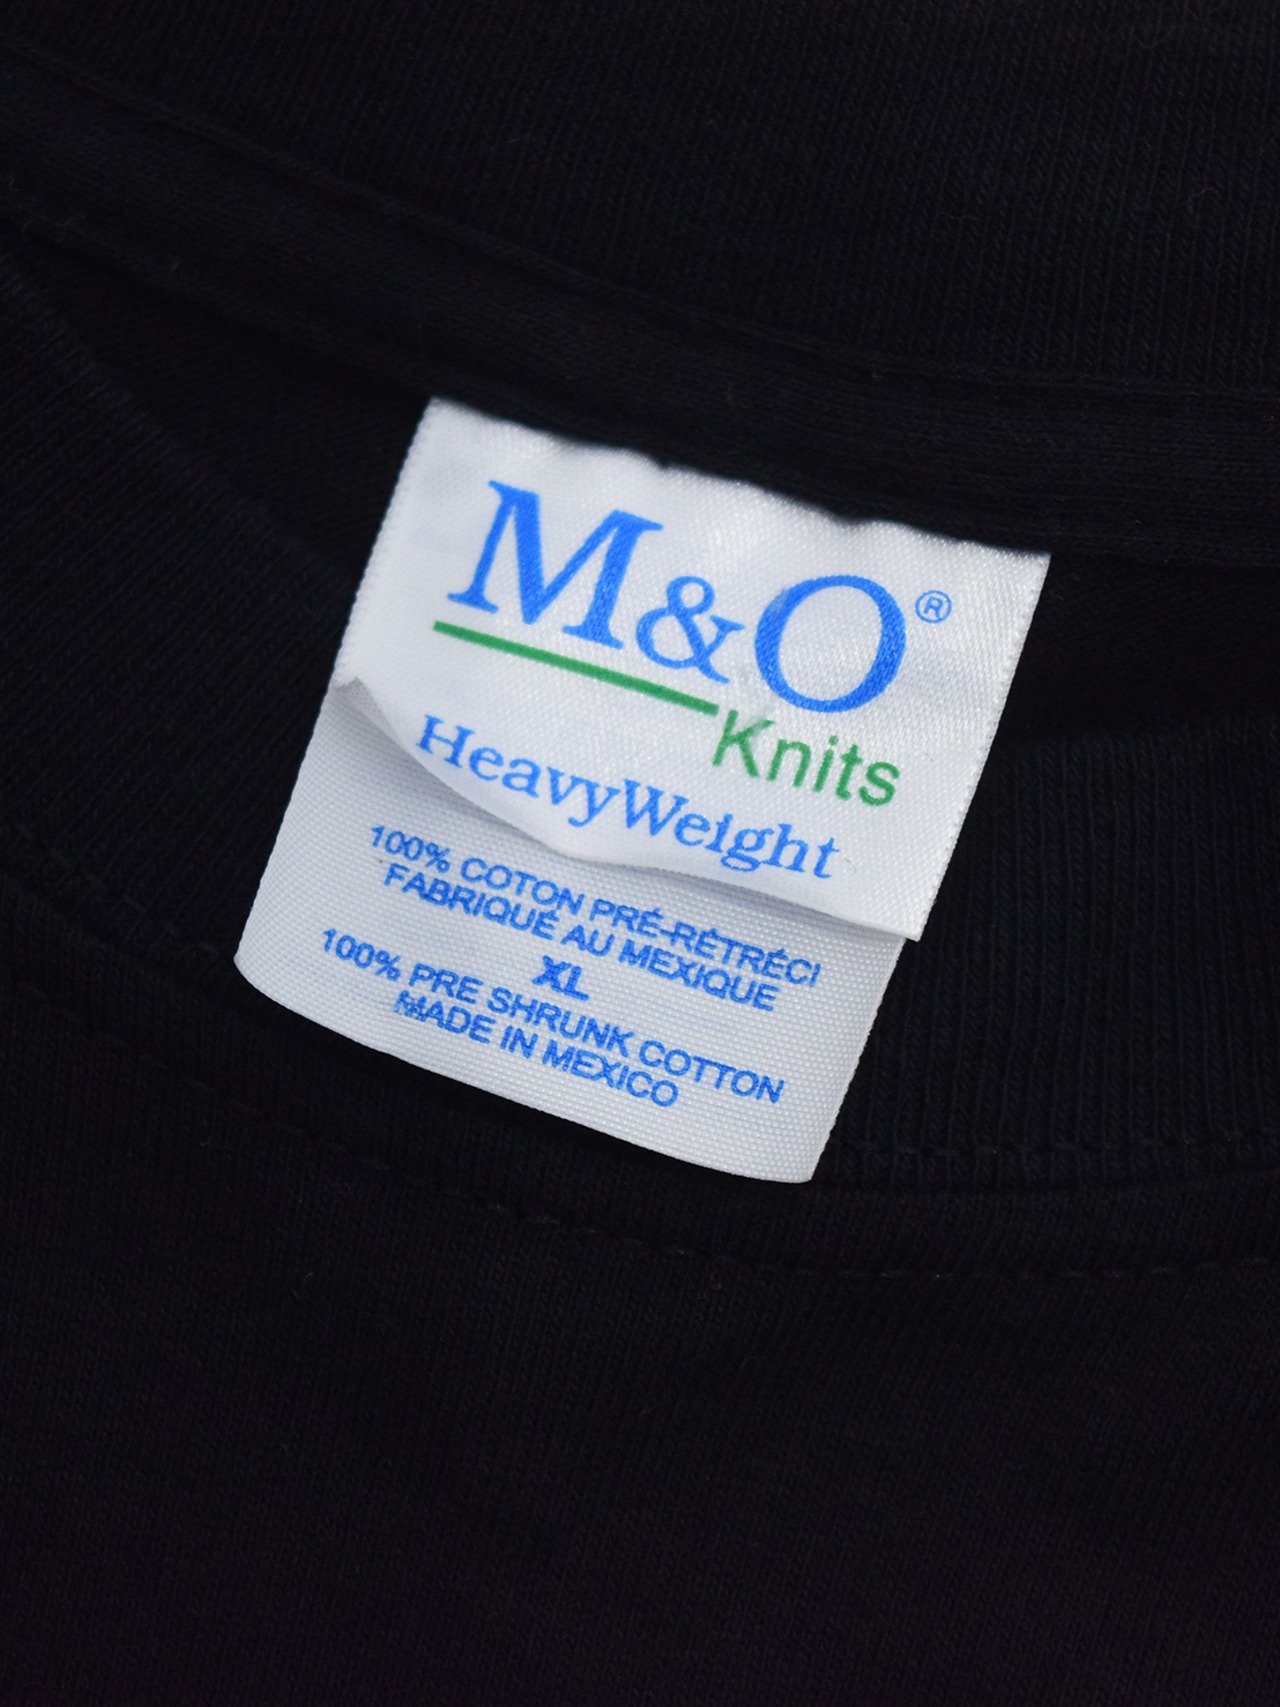 M&O®
Knits
HeavyWeight
100% COTON PRÉ-RÉTRÉCI
FABRIQUÉ AU MEXIQUE
XL
100% PRE SHRUNK COTTON
MADE IN MEXICO